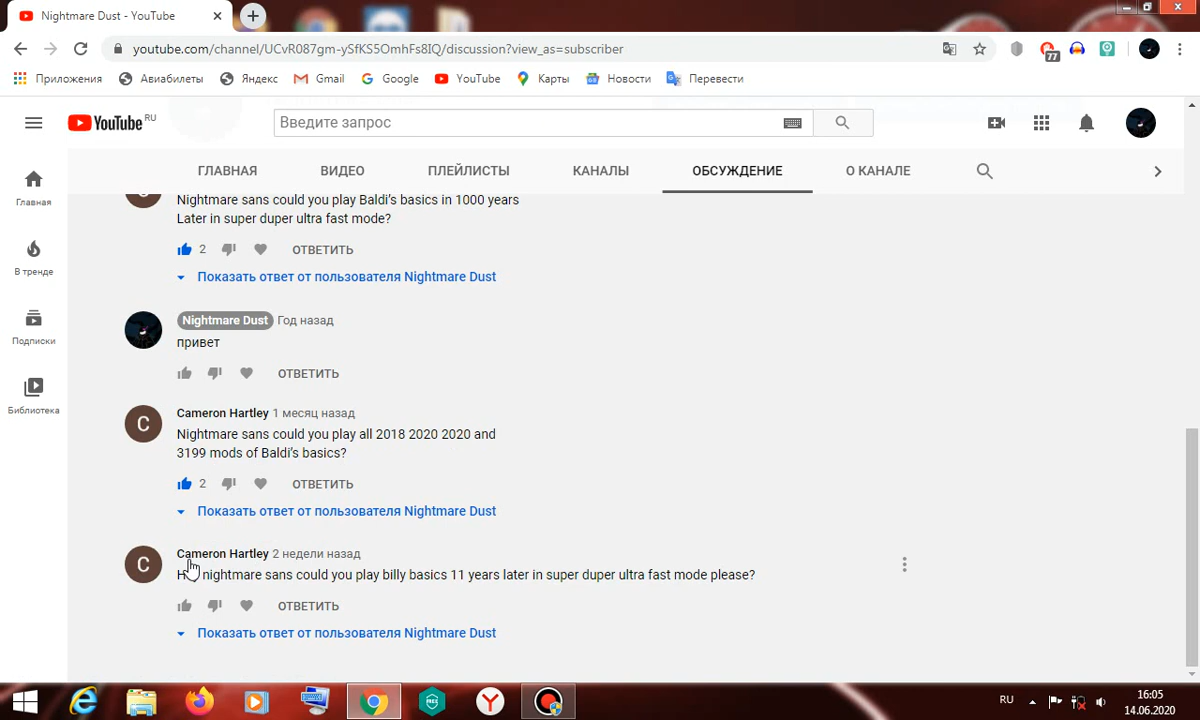 Nightmare Dust - YouTube
youtube.com/channel/UCvR087gm-ySfKS5OmhFs8IQ/discussion?view_as=subscriber
77
Приложения Авиабилеты Яндекс Gmail Google YouTube Карты Новости Перевести
YouTube RU
Введите запрос
ГЛАВНАЯ ВИДЕО ПЛЕЙЛИСТЫ КАНАЛЫ ОБСУЖДЕНИЕ О КАНАЛЕ
Главная
В тренде
Подписки
Библиотека
Nightmare sans could you play Baldi's basics in 1000 years
Later in super duper ultra fast mode?
2 ОТВЕТИТЬ
Показать ответ от пользователя Nightmare Dust
Nightmare Dust Год назад
привет
ОТВЕТИТЬ
C
Cameron Hartley 1 месяц назад
Nightmare sans could you play all 2018 2020 2020 and
3199 mods of Baldi's basics?
2 ОТВЕТИТЬ
Показать ответ от пользователя Nightmare Dust
C
Cameron Hartley 2 недели назад
nightmare sans could you play billy basics 11 years later in super duper ultra fast mode please?
ОТВЕТИТЬ
Показать ответ от пользователя Nightmare Dust
RU
16:05
14.06.2020